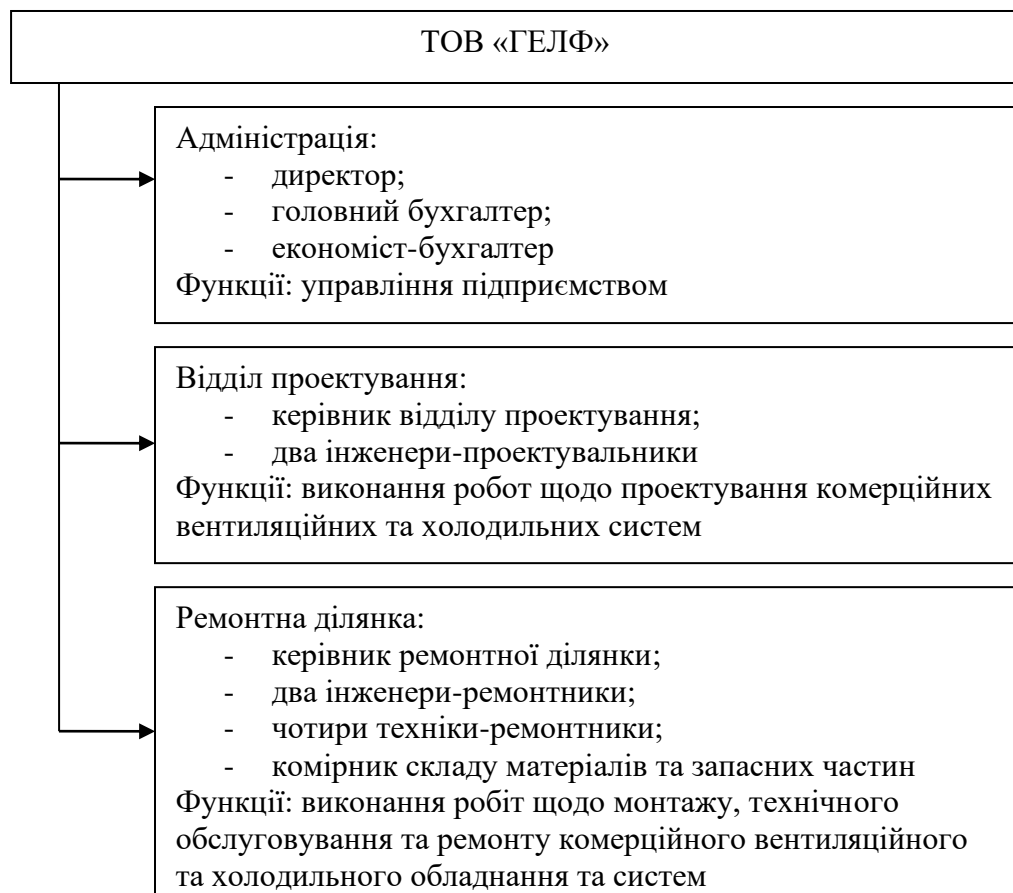 ТОВ «ГЕЛФ»
Адміністрація:
- директор;
- головний бухгалтер;
- економіст-бухгалтер
Функції: управління підприємством
Відділ проектування:
- керівник відділу проектування;
- два інженери-проектувальники
Функції: виконання робот щодо проектування комерційних
вентиляційних та холодильних систем
Ремонтна ділянка:
- керівник ремонтної ділянки;
- два інженери-ремонтники;
- чотири техніки-ремонтники;
- комірник складу матеріалів та запасних частин
Функції: виконання робіт щодо монтажу, технічного
обслуговування та ремонту комерційного вентиляційного
та холодильного обладнання та систем